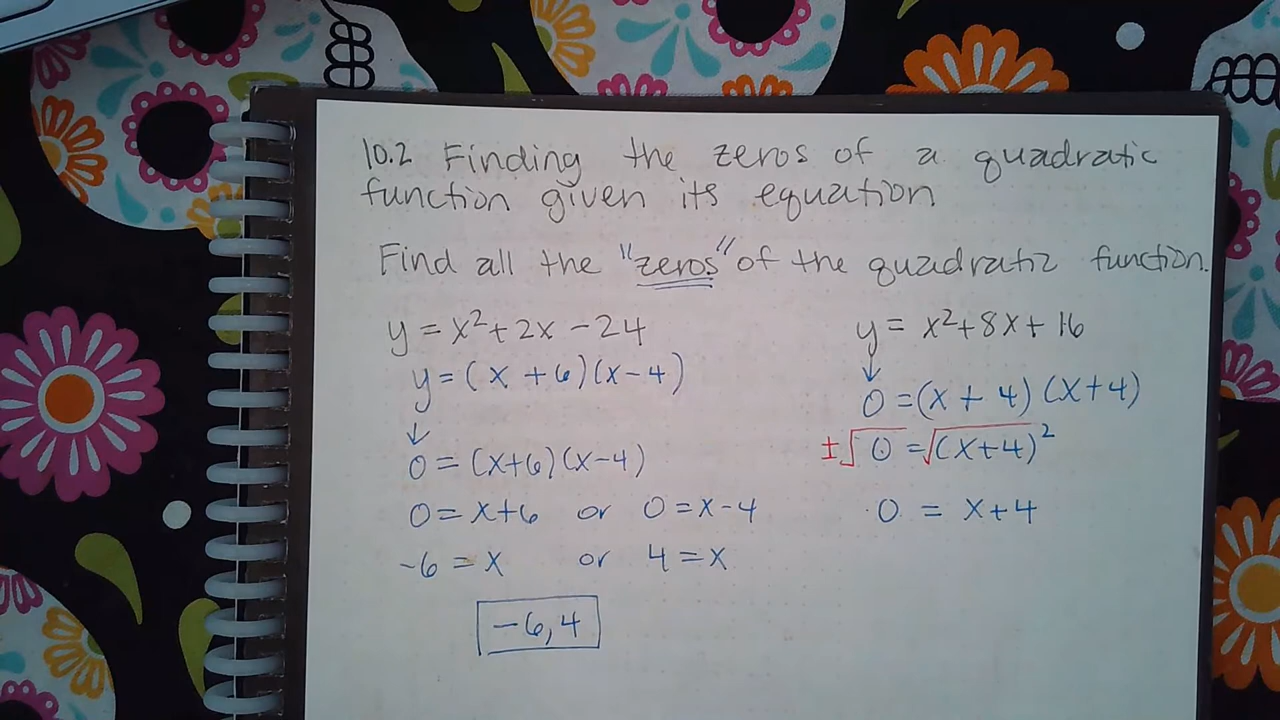 10.2 Finding the zeros of a quadratic
function given its equation
Find all the "zeros" of the quadratic function.
y = x²+2x-24
y = (x+6)(x-4)
↓
0 = (x+6)(x-4)
0 = x+6 or 0 = x-4
-6 = x or 4 = x
-6,4
y = x²+8x+16
↓
0 = (x+4)(x+4)
±√0 = √(x+4)²
0 = x+4